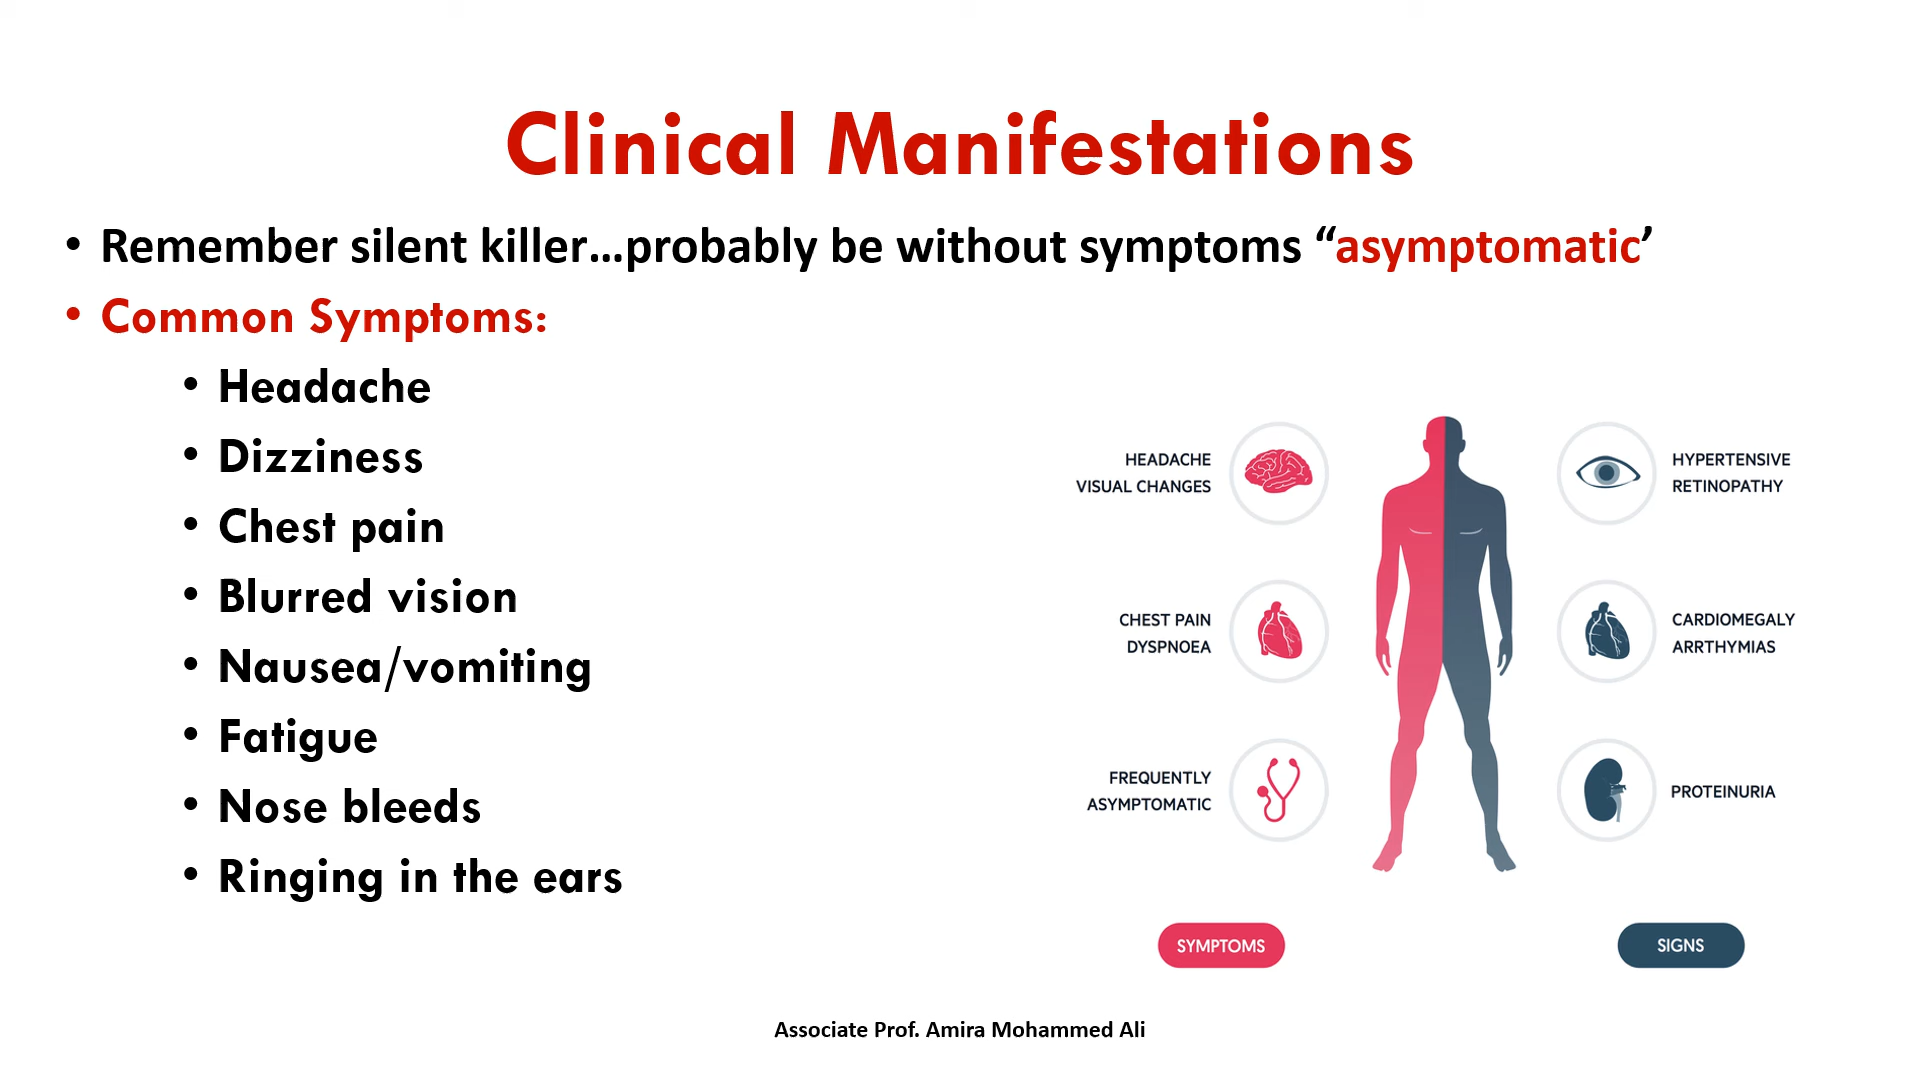 Clinical Manifestations
• Remember silent killer...probably be without symptoms “asymptomatic’
• Common Symptoms:
• Headache
• Dizziness
• Chest pain
• Blurred vision
• Nausea/vomiting
• Fatigue
• Nose bleeds
• Ringing in the ears
HEADACHE
VISUAL CHANGES
CHEST PAIN
DYSPNOEA
FREQUENTLY
ASYMPTOMATIC
SYMPTOMS
HYPERTENSIVE
RETINOPATHY
CARDIOMEGALY
ARRTHYMIAS
PROTEINURIA
SIGNS
Associate Prof. Amira Mohammed Ali